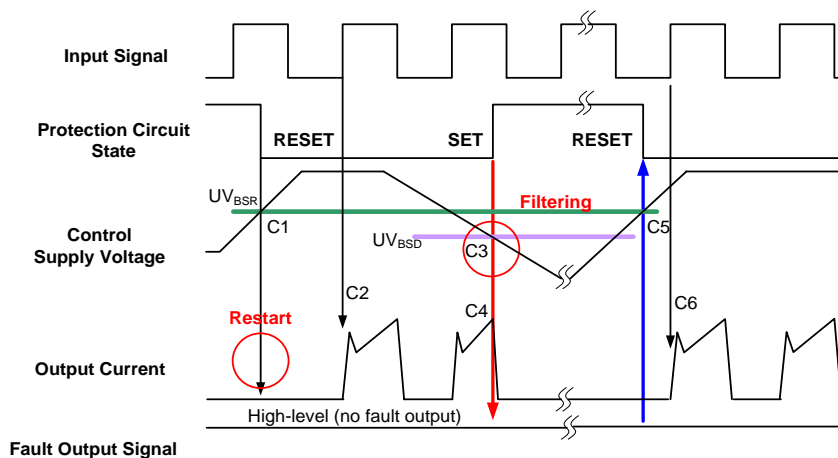 Input Signal
Protection Circuit
State
RESET
SET
RESET
UVBSR
Filtering
C1
C5
Control
Supply Voltage
UVBSD
C3
C2
C4
C6
Restart
Output Current
High-level (no fault output)
Fault Output Signal